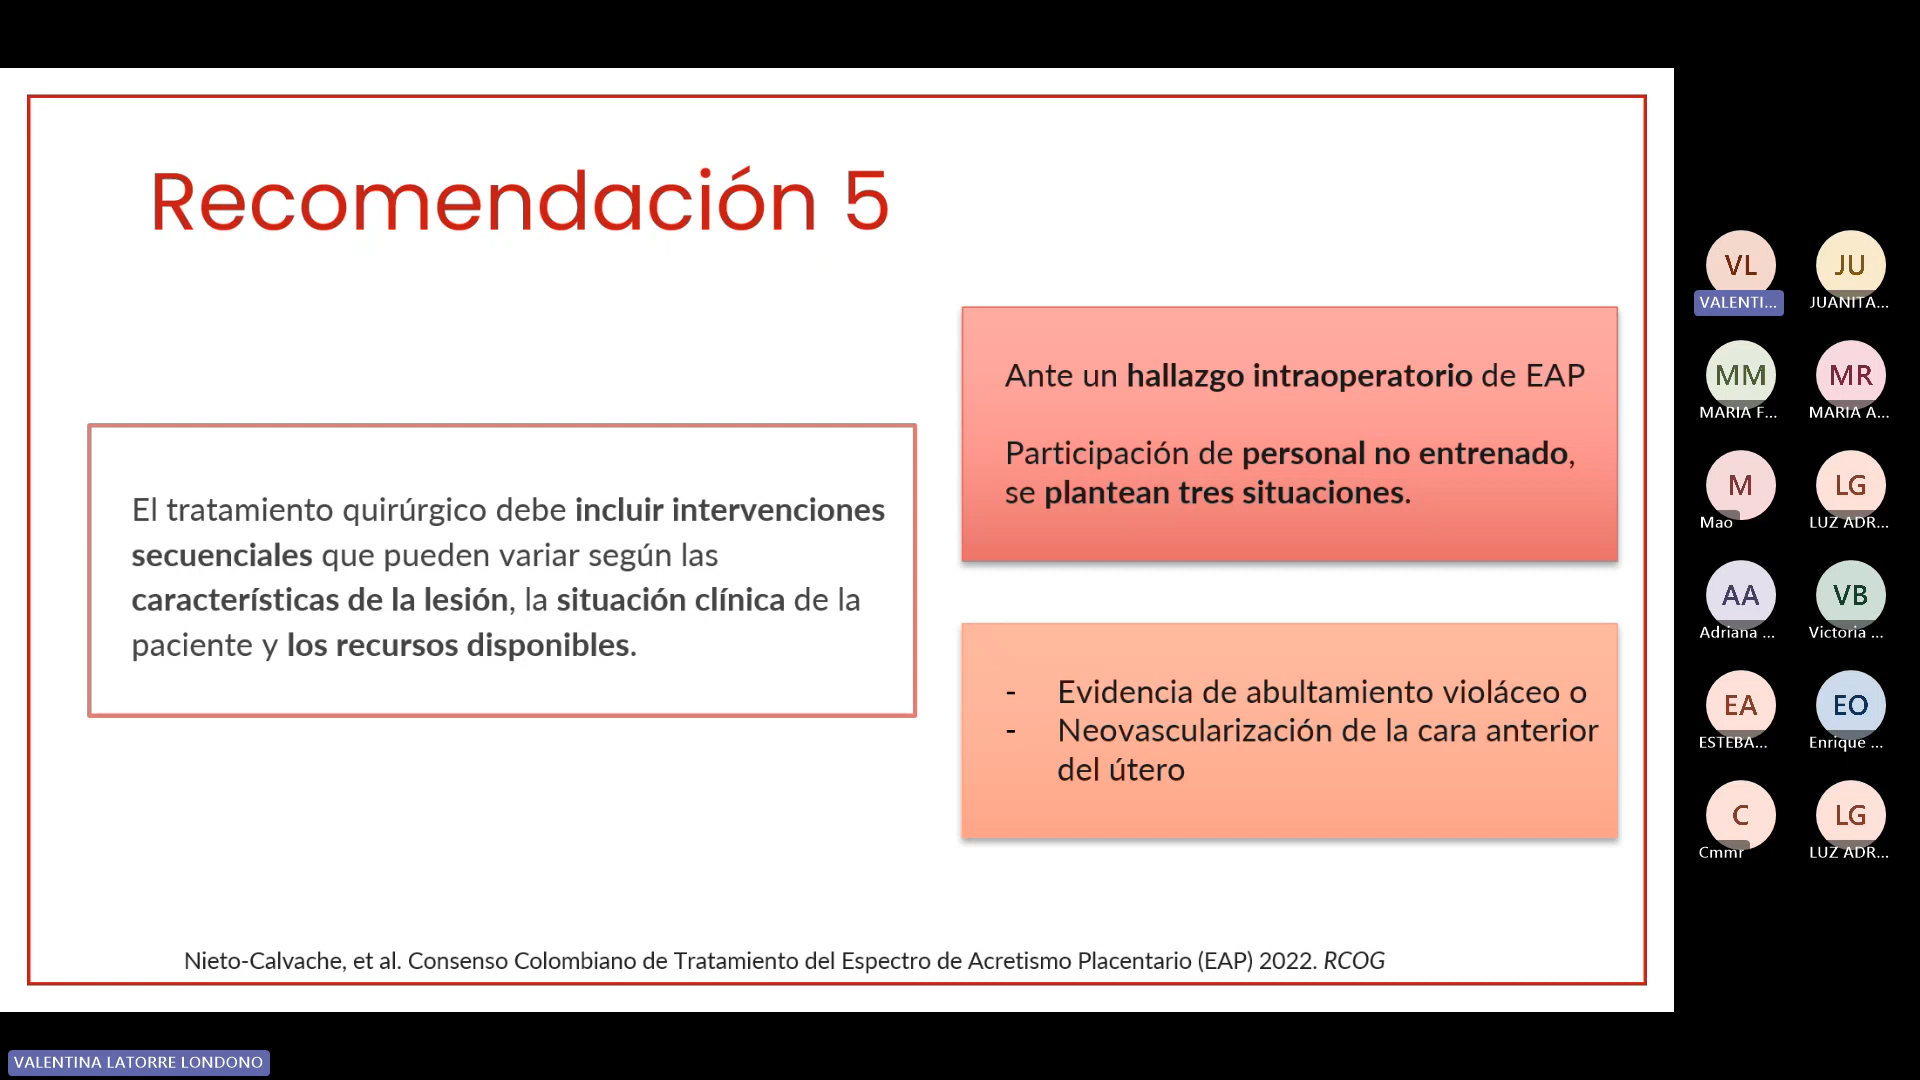 Recomendación 5
El tratamiento quirúrgico debe incluir intervenciones
secuenciales que pueden variar según las
características de la lesión, la situación clínica de la
paciente y los recursos disponibles.
Ante un hallazgo intraoperatorio de EAP
Participación de personal no entrenado,
se plantean tres situaciones.
- Evidencia de abultamiento violáceo o
- Neovascularización de la cara anterior
del útero
Nieto-Calvache, et al. Consenso Colombiano de Tratamiento del Espectro de Acretismo Placentario (EAP) 2022. RCOG
VL
VALENTI...
JU
JUANITA...
MM
MARIA F...
MR
MARIA A...
M
Mao
LG
LUZ ADR...
AA
Adriana ...
VB
Victoria ...
EA
ESTEBA...
EO
Enrique ...
C
Cmmr
LG
LUZ ADR...
VALENTINA LATORRE LONDONO